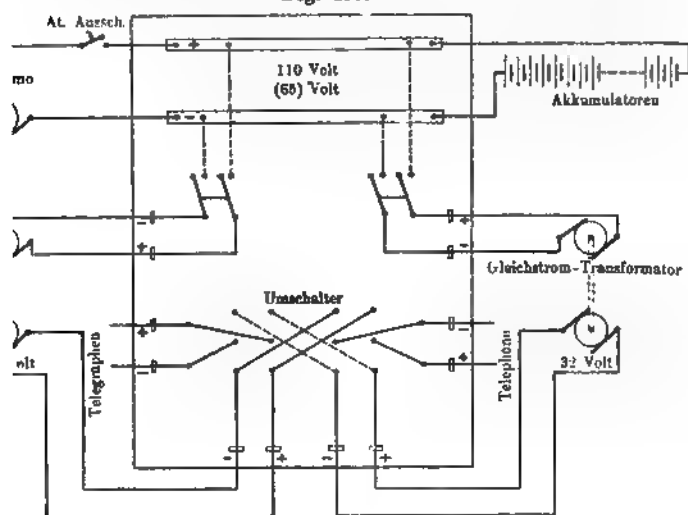 At. Aussch.
+
110 Volt
mo
(65) Volt
Akkumulatoren
-
-
+
+
-
Gleichstrom-Transformator
Umschalter
+
-
+
Telegraphen
Telephone
olt
32 Volt
-
+
-
+